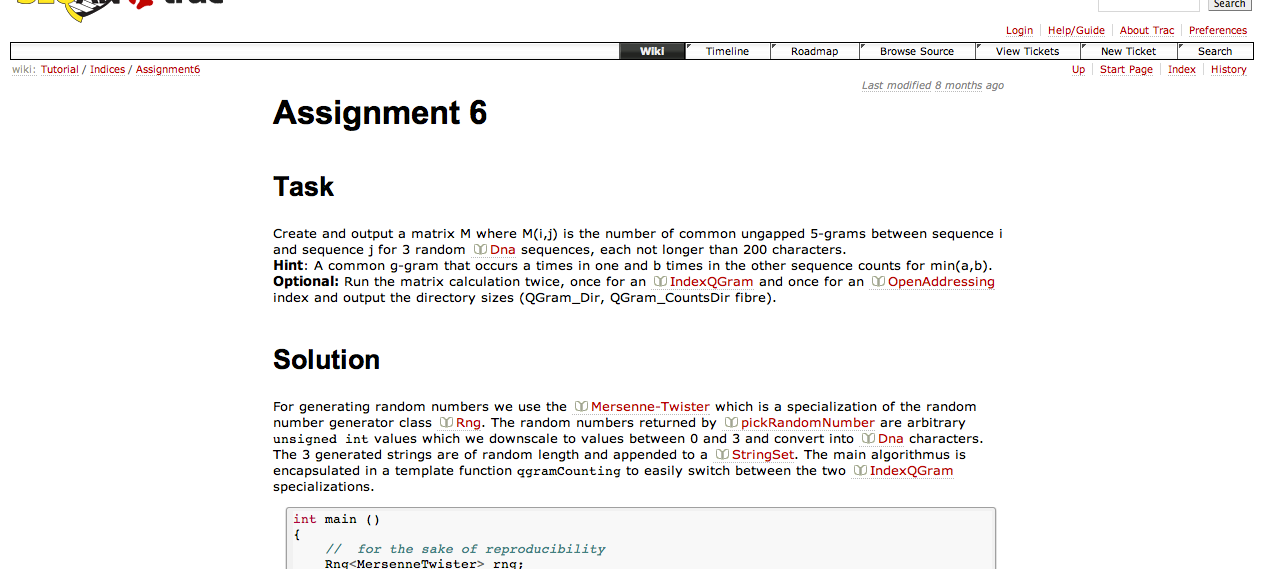 trac
Search
Login Help/Guide About Trac Preferences
Wiki Timeline Roadmap Browse Source View Tickets New Ticket Search
wiki: Tutorial / Indices / Assignment6
Up Start Page Index History
Last modified 8 months ago
Assignment 6
Task
Create and output a matrix M where M(i,j) is the number of common ungapped 5-grams between sequence i
and sequence j for 3 random Dna sequences, each not longer than 200 characters.
Hint: A common g-gram that occurs a times in one and b times in the other sequence counts for min(a,b).
Optional: Run the matrix calculation twice, once for an IndexQGram and once for an OpenAddressing
index and output the directory sizes (QGram_Dir, QGram_CountsDir fibre).
Solution
For generating random numbers we use the Mersenne-Twister which is a specialization of the random
number generator class Rng. The random numbers returned by pickRandomNumber are arbitrary
unsigned int values which we downscale to values between 0 and 3 and convert into Dna characters.
The 3 generated strings are of random length and appended to a StringSet. The main algorithmus is
encapsulated in a template function qgramCounting to easily switch between the two IndexQGram
specializations.
int main ()
{
//  for the sake of reproducibility
Rng<MersenneTwister> rng;